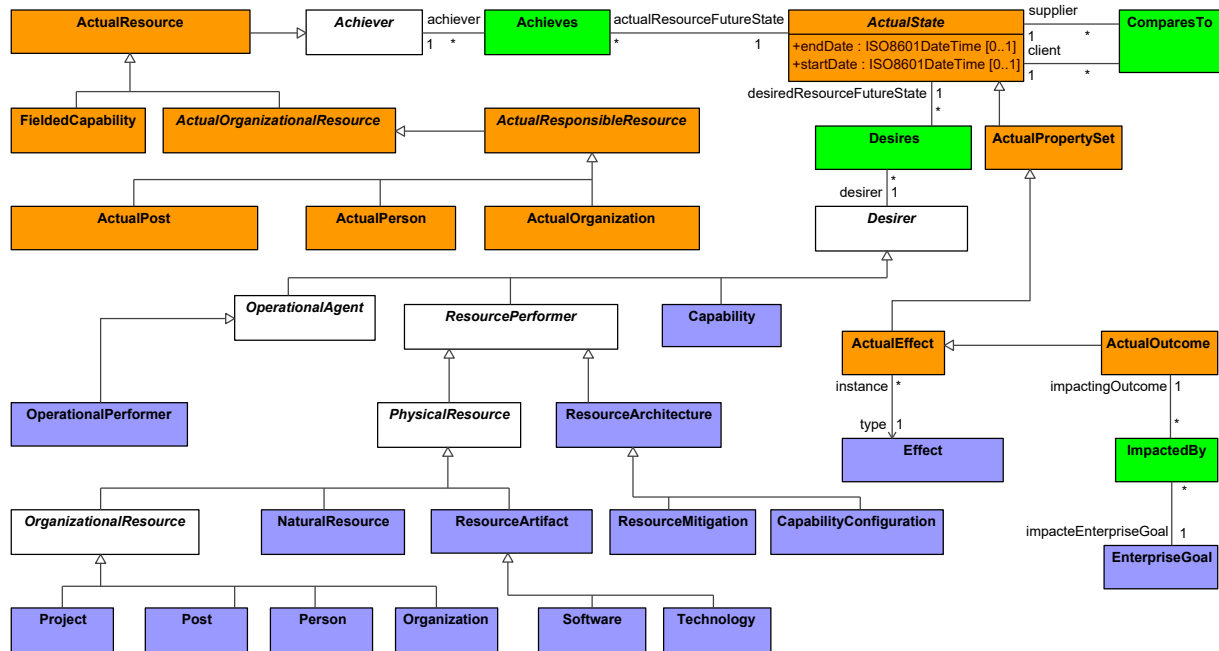 ActualResource
Achiever
achiever
1
*
Achieves
actualResourceFutureState
*
1
ActualState
+endDate : ISO8601DateTime [0..1]
+startDate : ISO8601DateTime [0..1]
supplier
1
*
client
1
*
ComparesTo
FieldedCapability
ActualOrganizationalResource
ActualResponsibleResource
desiredResourceFutureState
1
*
Desires
ActualPropertySet
*
desirer
1
ActualPost
ActualPerson
ActualOrganization
Desirer
OperationalAgent
ResourcePerformer
Capability
ActualEffect
ActualOutcome
instance
*
impactingOutcome
1
OperationalPerformer
PhysicalResource
ResourceArchitecture
type
1
*
Effect
ImpactedBy
*
OrganizationalResource
NaturalResource
ResourceArtifact
ResourceMitigation
CapabilityConfiguration
impacteEnterpriseGoal
1
EnterpriseGoal
Project
Post
Person
Organization
Software
Technology